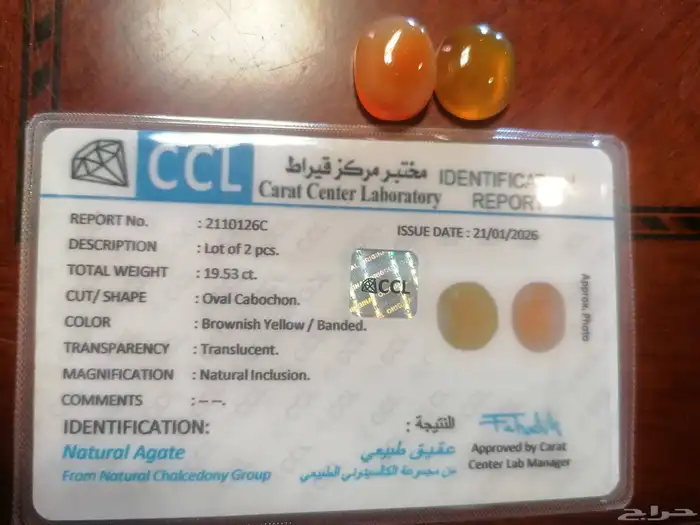 CCL
مختبر مركز قيراط
Carat Center Laboratory
IDENTIFICATION
REPORT
REPORT No. : 2110126C
ISSUE DATE : 21/01/2026
DESCRIPTION : Lot of 2 pcs.
TOTAL WEIGHT : 19.53 ct.
CUT/ SHAPE : Oval Cabochon.
COLOR : Brownish Yellow / Banded.
TRANSPARENCY : Translucent.
MAGNIFICATION : Natural Inclusion.
COMMENTS : -- --.
CCL
Approx. Photo
IDENTIFICATION:
النتيجة :
Natural Agate
عقيق طبيعي
From Natural Chalcedony Group
من مجموعة الكالسيدوني الطبيعي
Approved by Carat
Center Lab Manager
حراج